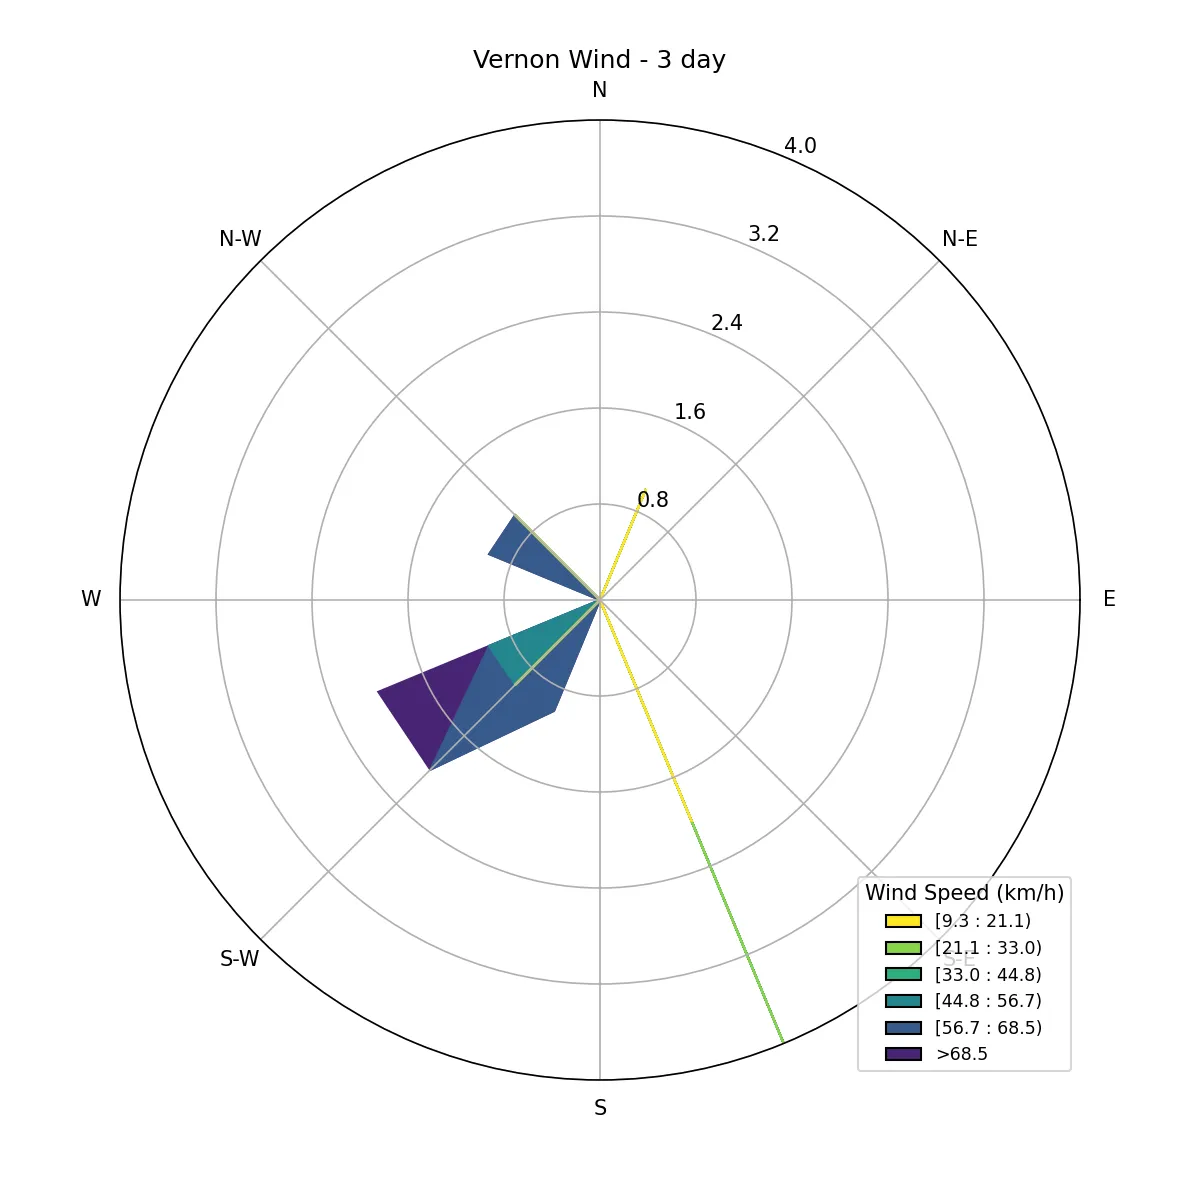 Vernon Wind - 3 day
N
4.0
N-W
3.2
N-E
2.4
1.6
0.8
W
E
S-W
S-E
S
Wind Speed (km/h)
[9.3 : 21.1)
[21.1 : 33.0)
[33.0 : 44.8)
[44.8 : 56.7)
[56.7 : 68.5)
>68.5